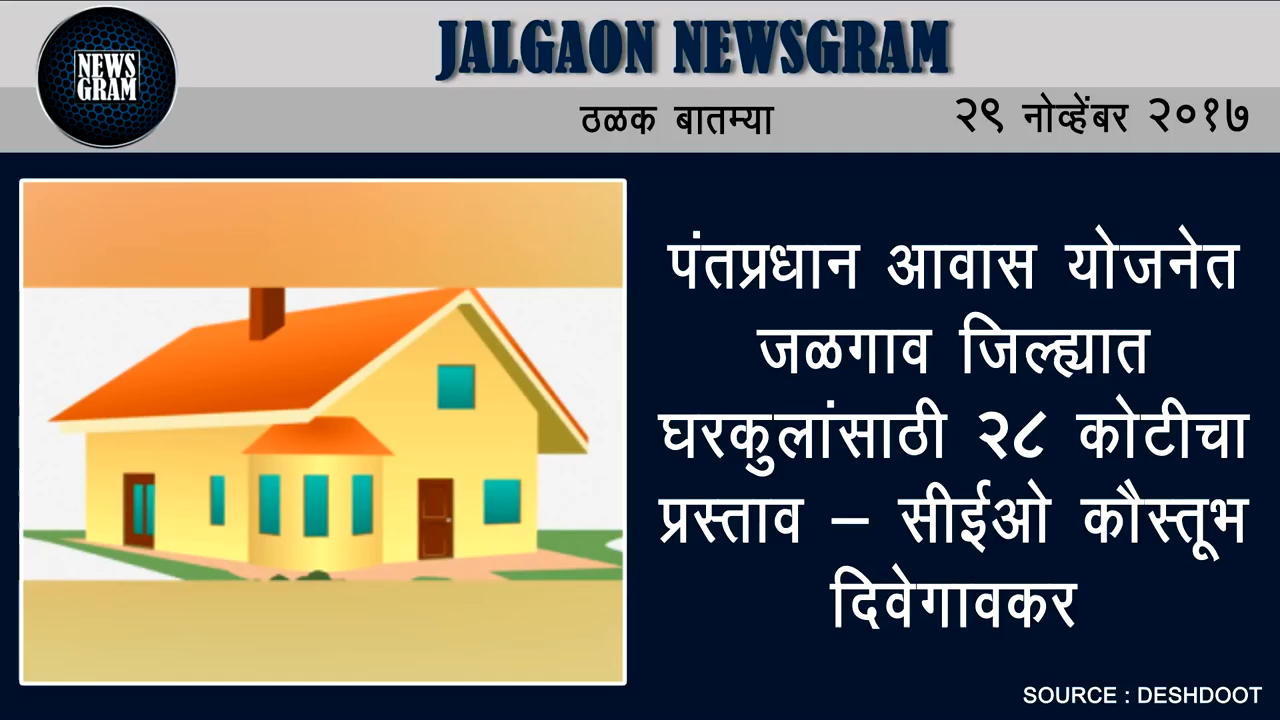 NEWS
GRAM
JALGAON NEWSGRAM
ठळक बातम्या
२९ नोव्हेंबर २०१७
पंतप्रधान आवास योजनेत
जळगाव जिल्ह्यात
घरकुलांसाठी २८ कोटीचा
प्रस्ताव – सीईओ कौस्तूभ
दिवेगावकर
SOURCE : DESHDOOT